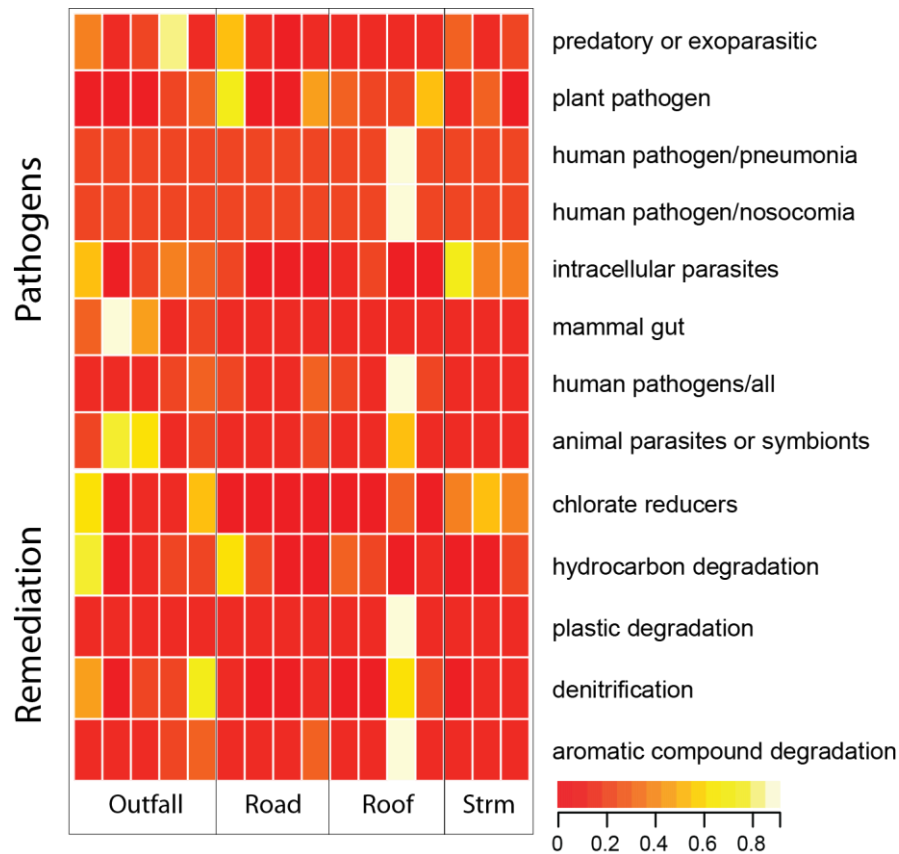 Pathogens
predatory or exoparasitic
plant pathogen
human pathogen/pneumonia
human pathogen/nosocomia
intracellular parasites
mammal gut
human pathogens/all
animal parasites or symbionts
Remediation
chlorate reducers
hydrocarbon degradation
plastic degradation
denitrification
aromatic compound degradation
Outfall Road Roof Strm
0 0.2 0.4 0.6 0.8